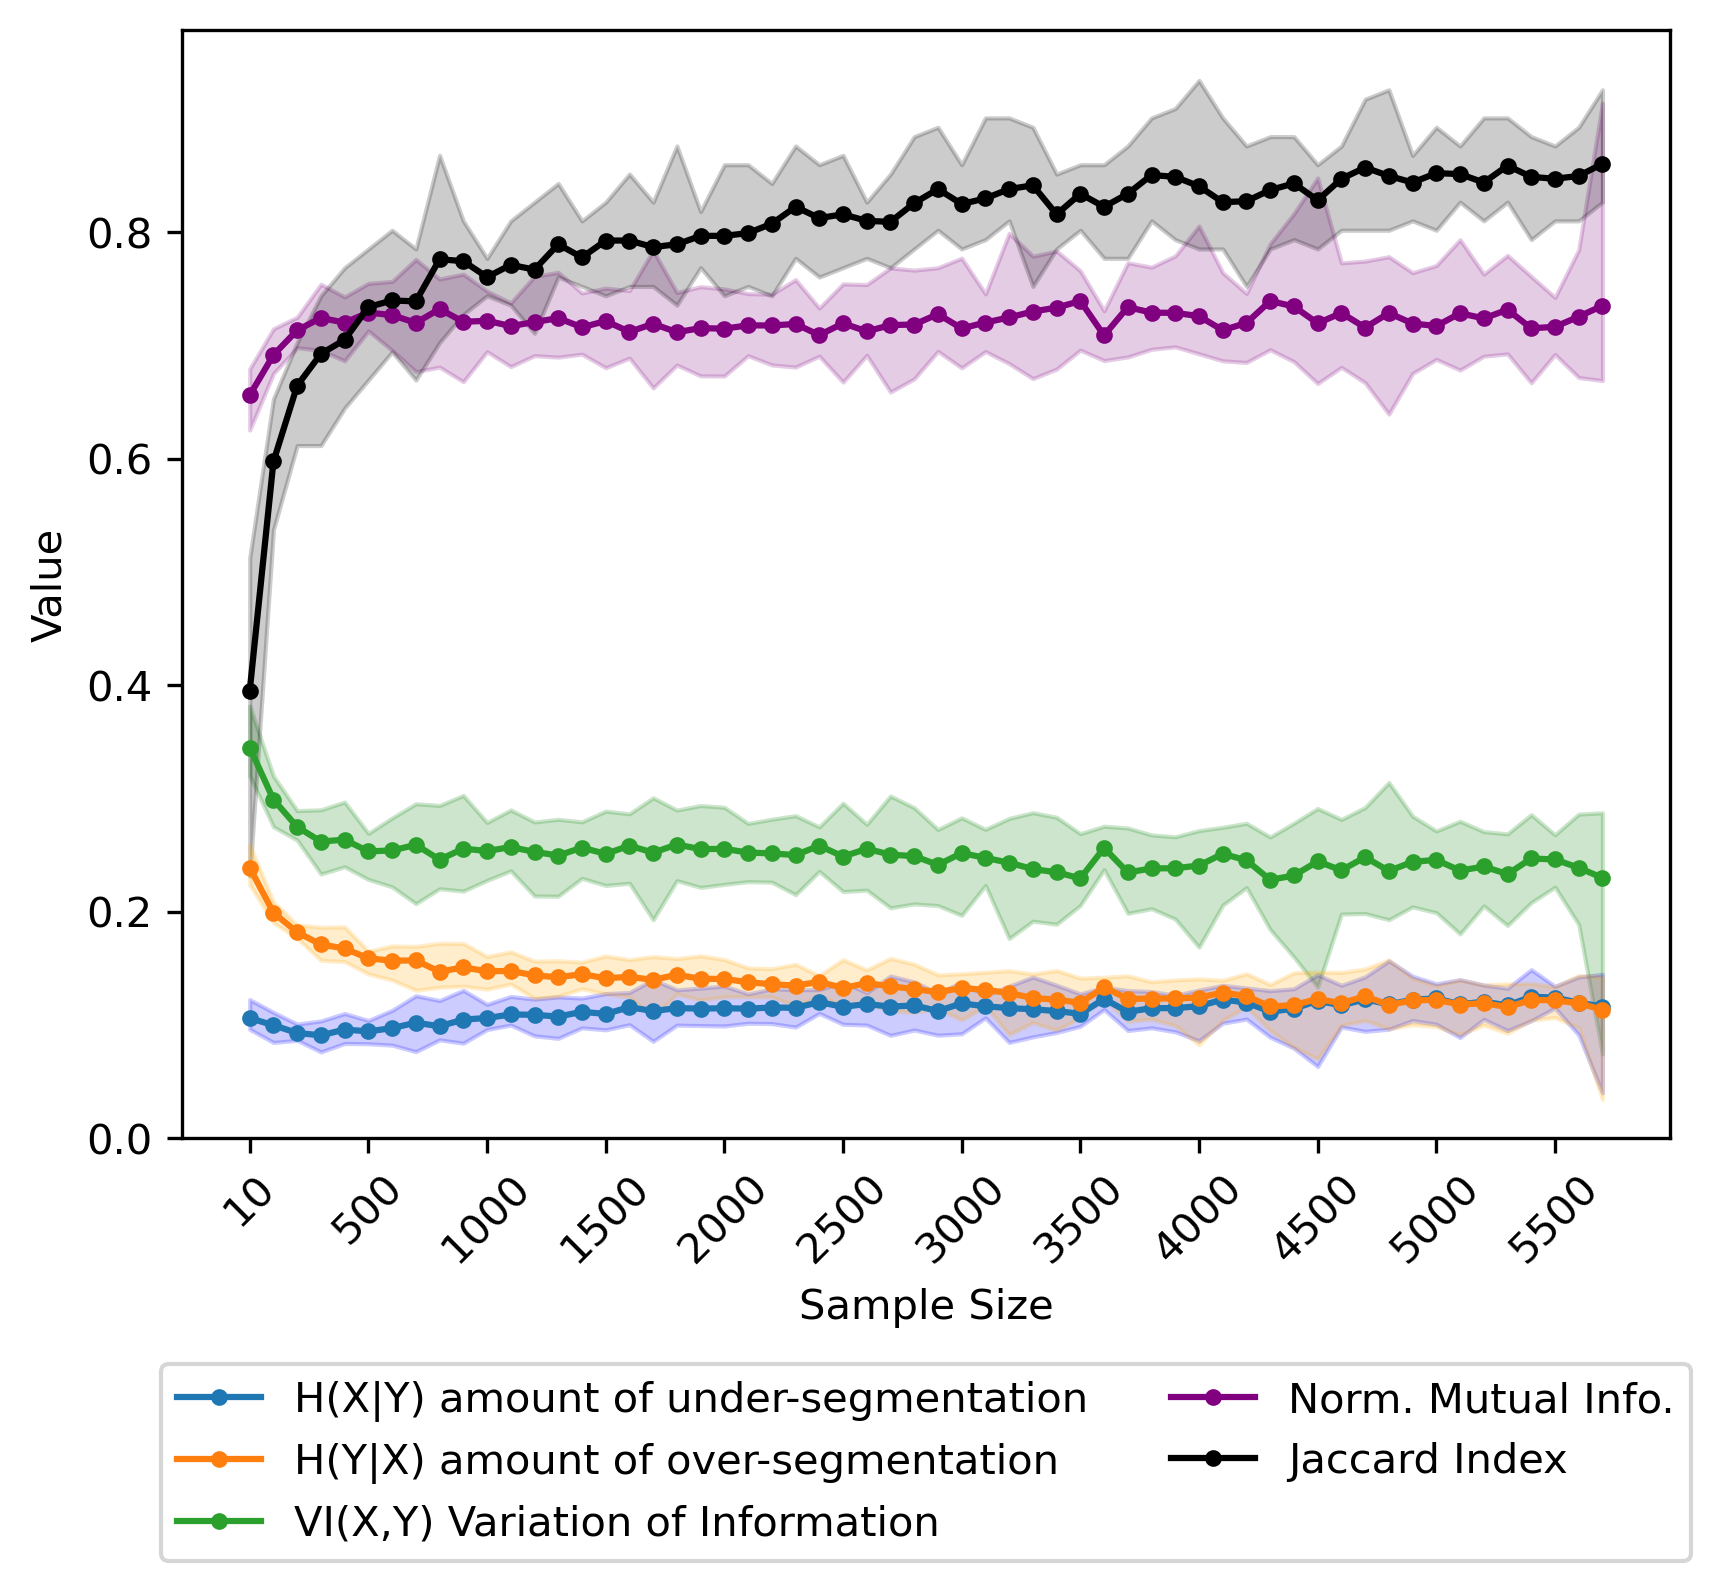 0.8
0.6
0.4
0.2
0.0
Value
10 500 1000 1500 2000 2500 3000 3500 4000 4500 5000 5500
Sample Size
H(X|Y) amount of under-segmentation
H(Y|X) amount of over-segmentation
VI(X,Y) Variation of Information
Norm. Mutual Info.
Jaccard Index